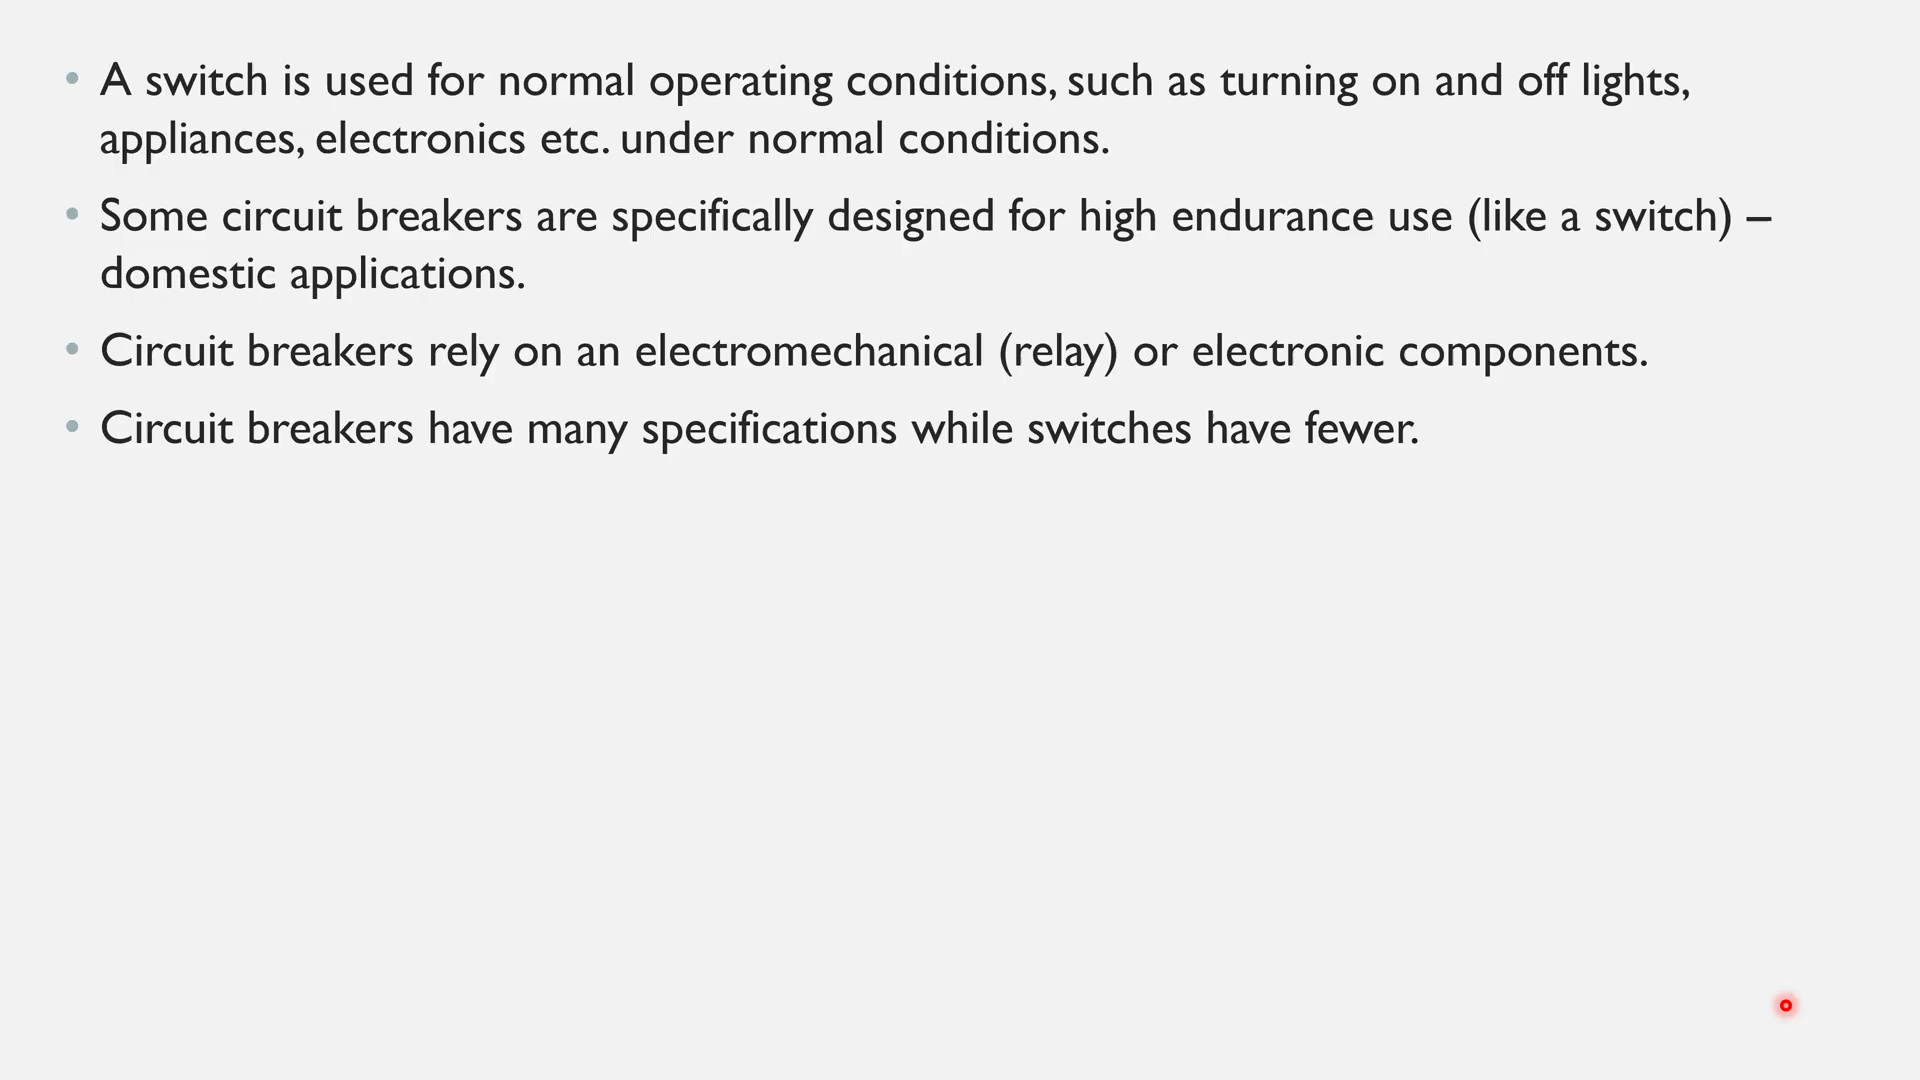 • A switch is used for normal operating conditions, such as turning on and off lights,
appliances, electronics etc. under normal conditions.
• Some circuit breakers are specifically designed for high endurance use (like a switch) –
domestic applications.
• Circuit breakers rely on an electromechanical (relay) or electronic components.
• Circuit breakers have many specifications while switches have fewer.